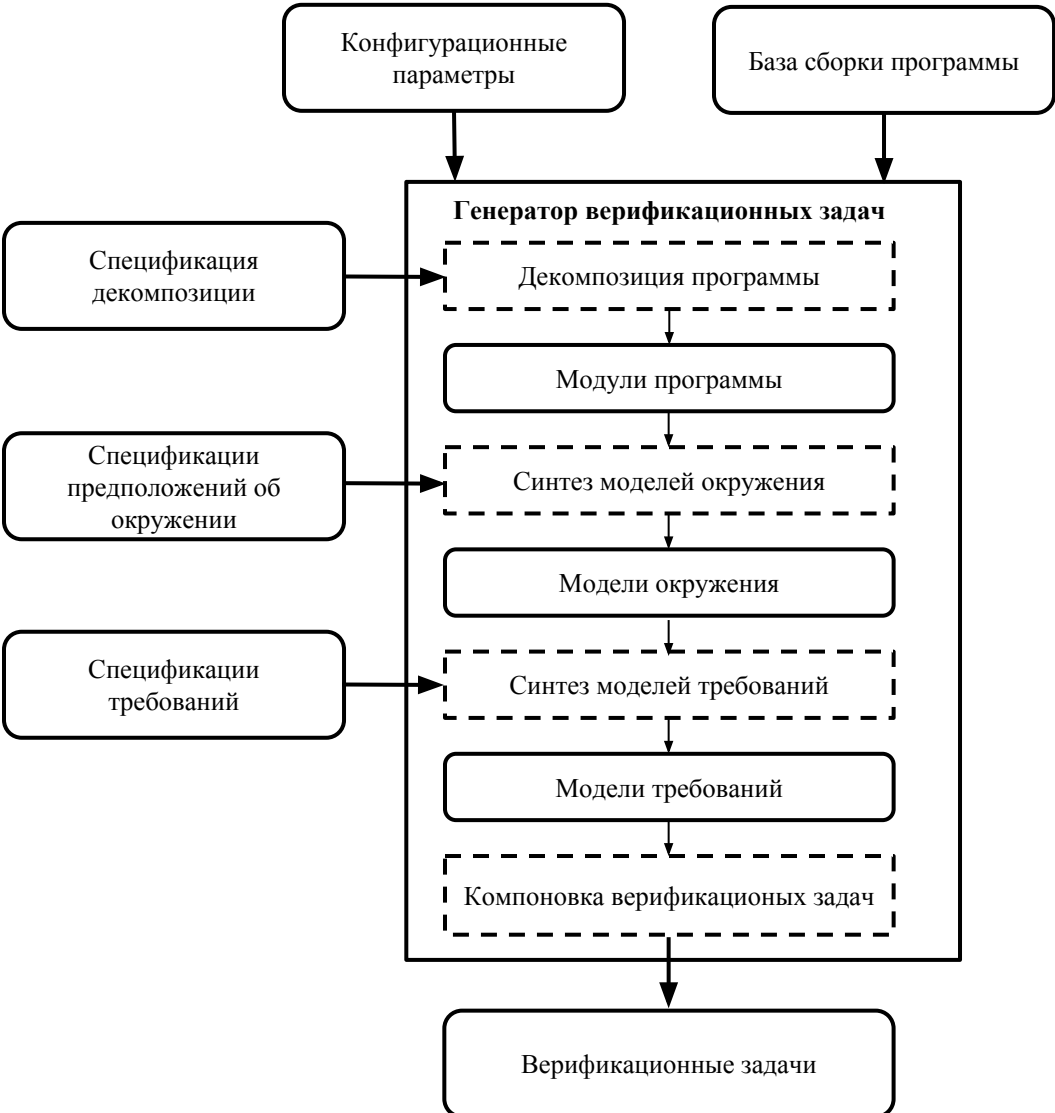 Конфигурационные
параметры
База сборки программы
Генератор верификационных задач
Спецификация
декомпозиции
Декомпозиция программы
Модули программы
Спецификации
предположений об
окружении
Синтез моделей окружения
Модели окружения
Спецификации
требований
Синтез моделей требований
Модели требований
Компоновка верификационых задач
Верификационные задачи